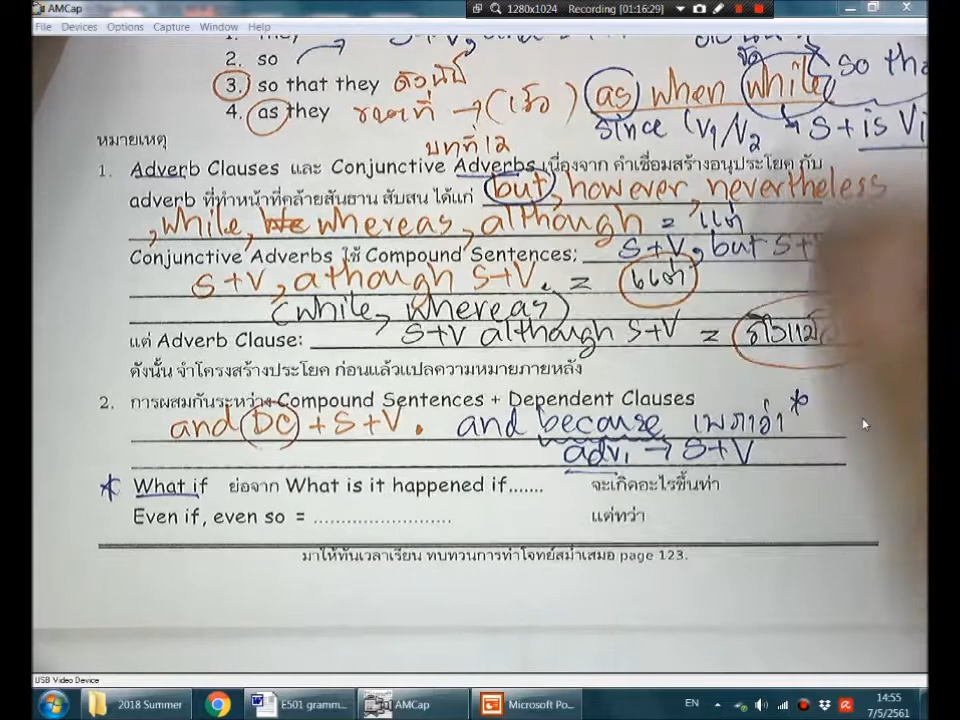 AMCap
1280x1024 Recording [01:16:29]
File Devices Options Capture Window Help
2. so
3. so that they ดังนั้น
4. as they ขณะที่ → (เมื่อ) as when while so tha
since (V1/V2 S + is Vi
หมายเหตุ
บทที่ 12
1. Adverb Clauses และ Conjunctive Adverbs เนื่องจาก คำเชื่อมสร้างอนุประโยค กับ
adverb ที่ทำหน้าที่คล้ายสันธาน สับสน ได้แก่ but, however, nevertheless
, while, whereas, although = แต่
Conjunctive Adverbs ใช้ Compound Sentences: S+V, but S+
S+V, athough S+V. = แต่
(while, whereas)
แต่ Adverb Clause: S+V although S+V = ถึงแม้
ดังนั้น จำโครงสร้างประโยค ก่อนแล้วแปลความหมายภายหลัง
2. การผสมกันระหว่าง Compound Sentences + Dependent Clauses
and DC + S+V. and because เพราะว่า *
adv. → S+V
* What if ย่อจาก What is it happened if....... จะเกิดอะไรขึ้นท่า
Even if, even so = .......................... แต่ทว่า
มาให้ทันเวลาเรียน ทบทวนการทำโจทย์สม่ำเสมอ page 123.
USB Video Device
2018 Summer E501 gramm... AMCap Microsoft Po... EN 14:55
7/5/2561